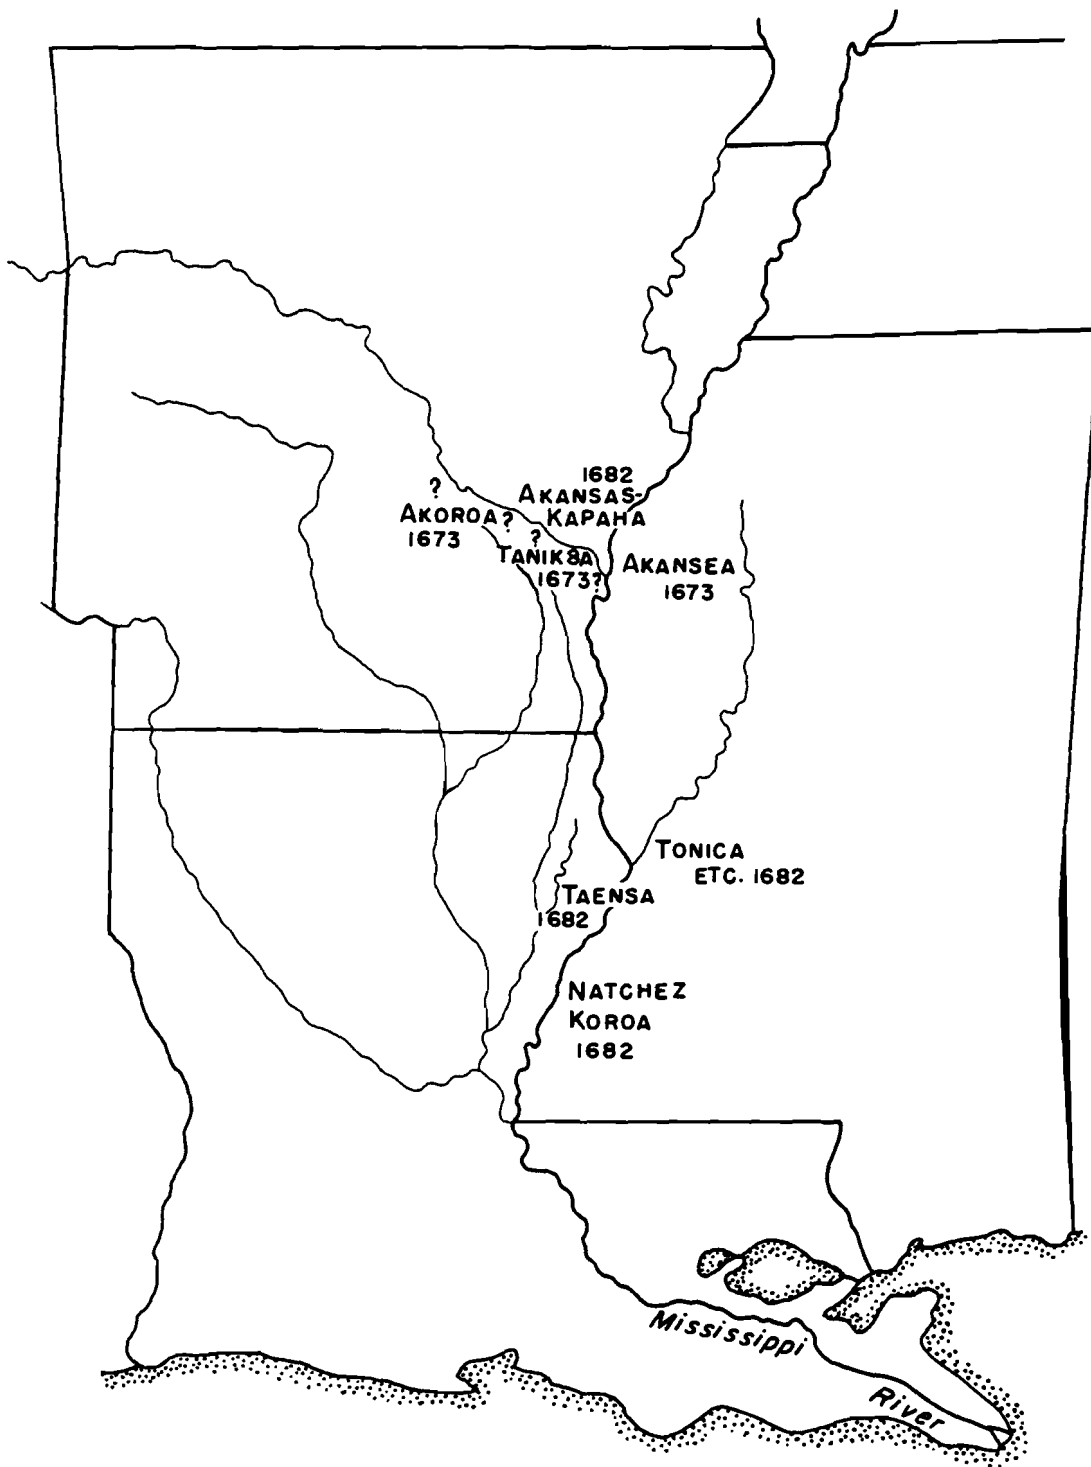 1682
AKANSAS-
KAPAHA
?
AKOROA?
1673
?
TANIK8A
1673?
AKANSEA
1673
TONICA
ETC. 1682
TAENSA
1682
NATCHEZ
KOROA
1682
Mississippi
River